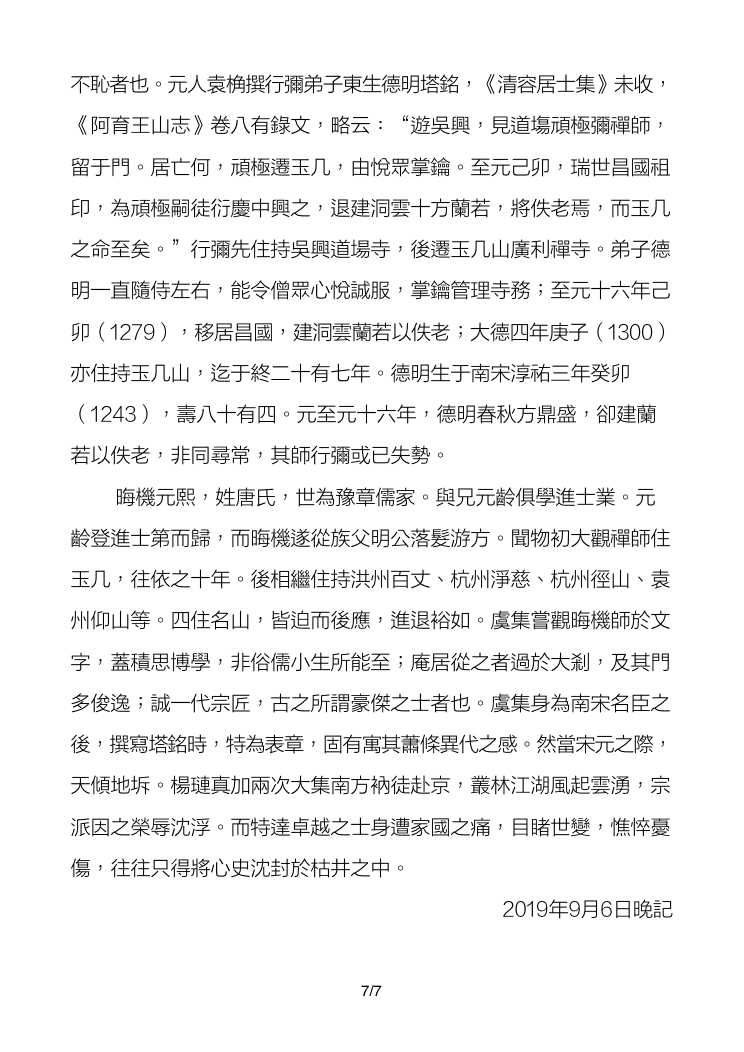 不恥者也。元人袁桷撰行彌弟子東生德明塔銘，《清容居士集》未收，
《阿育王山志》卷八有錄文，略云：“遊吳興，見道塲頑極彌禪師，
留于門。居亡何，頑極遷玉几，由悅眾掌鑰。至元己卯，瑞世昌國祖
印，為頑極嗣徒衍慶中興之，退建洞雲十方蘭若，將佚老焉，而玉几
之命至矣。”行彌先住持吳興道場寺，後遷玉几山廣利禪寺。弟子德
明一直隨侍左右，能令僧眾心悅誠服，掌鑰管理寺務；至元十六年己
卯（1279），移居昌國，建洞雲蘭若以佚老；大德四年庚子（1300）
亦住持玉几山，迄于終二十有七年。德明生于南宋淳祐三年癸卯
（1243），壽八十有四。元至元十六年，德明春秋方鼎盛，卻建蘭
若以佚老，非同尋常，其師行彌或已失勢。
晦機元熙，姓唐氏，世為豫章儒家。與兄元齡俱學進士業。元
齡登進士第而歸，而晦機遂從族父明公落髮游方。聞物初大觀禪師住
玉几，往依之十年。後相繼住持洪州百丈、杭州淨慈、杭州徑山、袁
州仰山等。四住名山，皆迫而後應，進退裕如。虞集嘗觀晦機師於文
字，蓋積思博學，非俗儒小生所能至；庵居從之者過於大剎，及其門
多俊逸；誠一代宗匠，古之所謂豪傑之士者也。虞集身為南宋名臣之
後，撰寫塔銘時，特為表章，固有寓其蕭條異代之感。然當宋元之際，
天傾地坼。楊璉真加兩次大集南方衲徒赴京，叢林江湖風起雲湧，宗
派因之榮辱沈浮。而特達卓越之士身遭家國之痛，目睹世變，憔悴憂
傷，往往只得將心史沈封於枯井之中。
2019年9月6日晚記
7/7